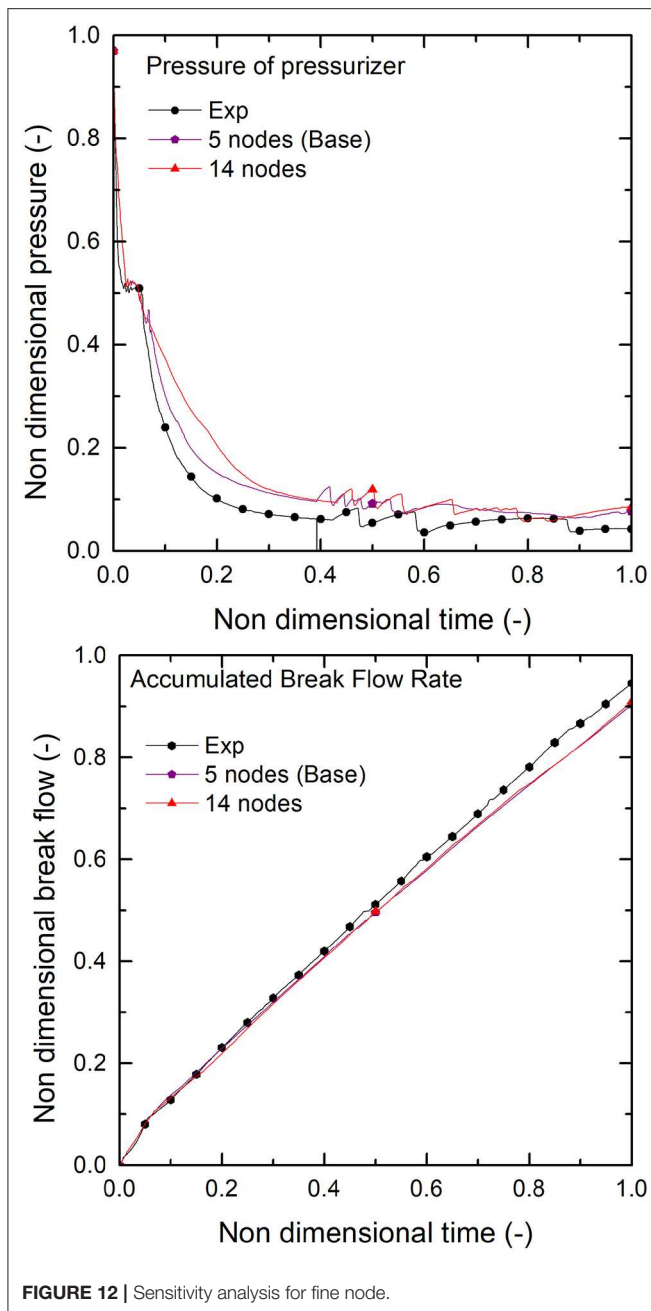 1.0
Pressure of pressurizer
Exp
5 nodes (Base)
14 nodes
0.8
0.6
0.4
0.2
0.0
Non dimensional pressure (-)
0.0 0.2 0.4 0.6 0.8 1.0
Non dimensional time (-)
1.0
Accumulated Break Flow Rate
Exp
5 nodes (Base)
14 nodes
0.8
0.6
0.4
0.2
0.0
Non dimensional break flow (-)
0.0 0.2 0.4 0.6 0.8 1.0
Non dimensional time (-)
FIGURE 12 | Sensitivity analysis for fine node.